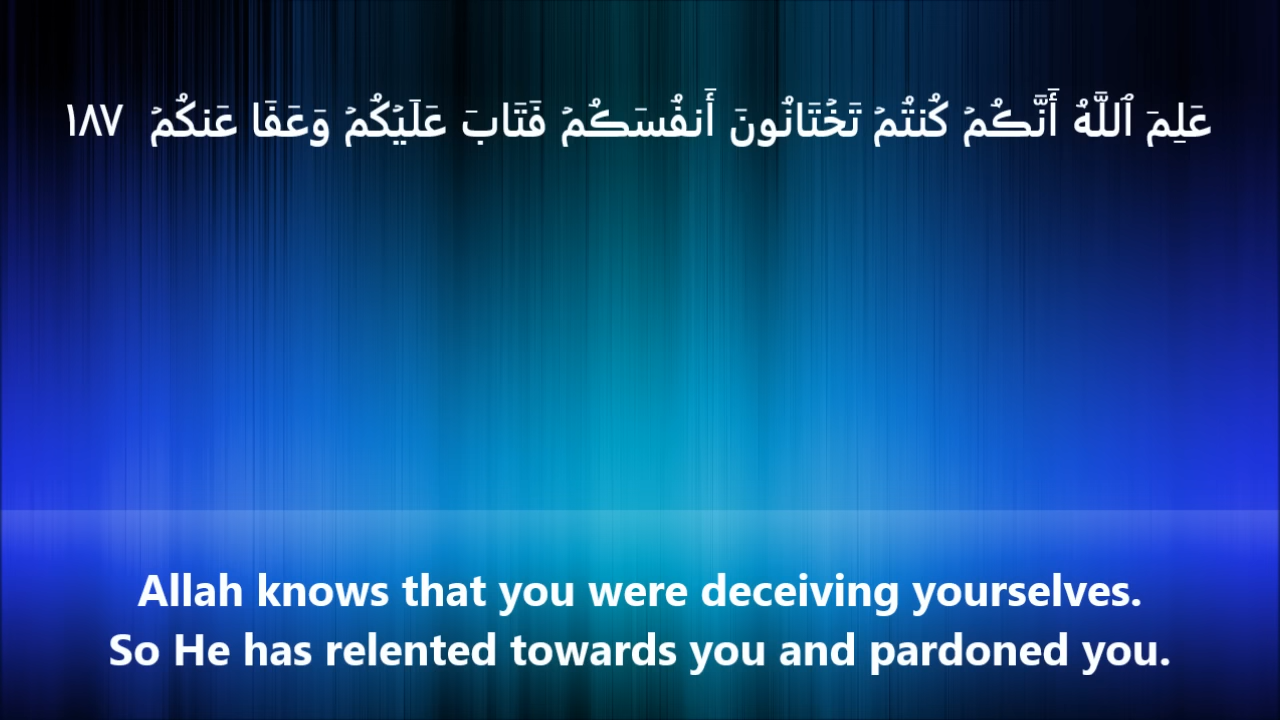 عَلِمَ ٱللَّهُ أَنَّكُمۡ كُنتُمۡ تَخۡتَانُونَ أَنفُسَكُمۡ فَتَابَ عَلَيۡكُمۡ وَعَفَا عَنكُمۡ ١٨٧
Allah knows that you were deceiving yourselves.
So He has relented towards you and pardoned you.